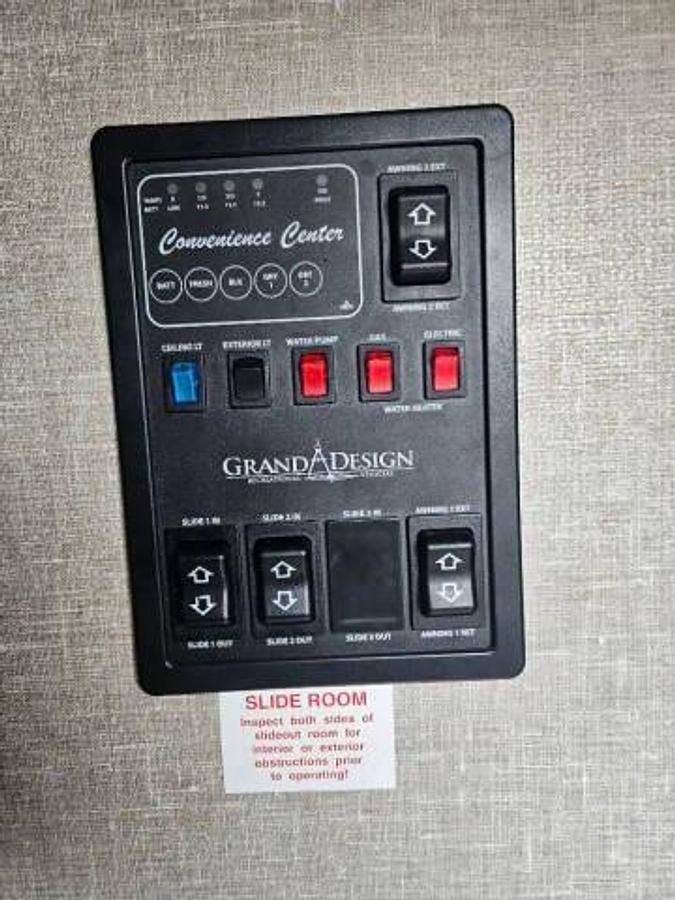 AWNING 2 EXT
Convenience Center
BATT FRESH BLK GRY 1
AWNING 2 RET
CEILING LT EXTERIOR LT WATER PUMP GAS ELECTRIC
WATER HEATER
GRAND DESIGN
RECREATIONAL VEHICLES
SLIDE 1 IN SLIDE 2 IN SLIDE 3 IN AWNING 1 EXT
SLIDE 1 OUT SLIDE 2 OUT SLIDE 3 OUT AWNING 1 RET
SLIDE ROOM
Inspect both sides of
slideout room for
interior or exterior
obstructions prior
to operating!